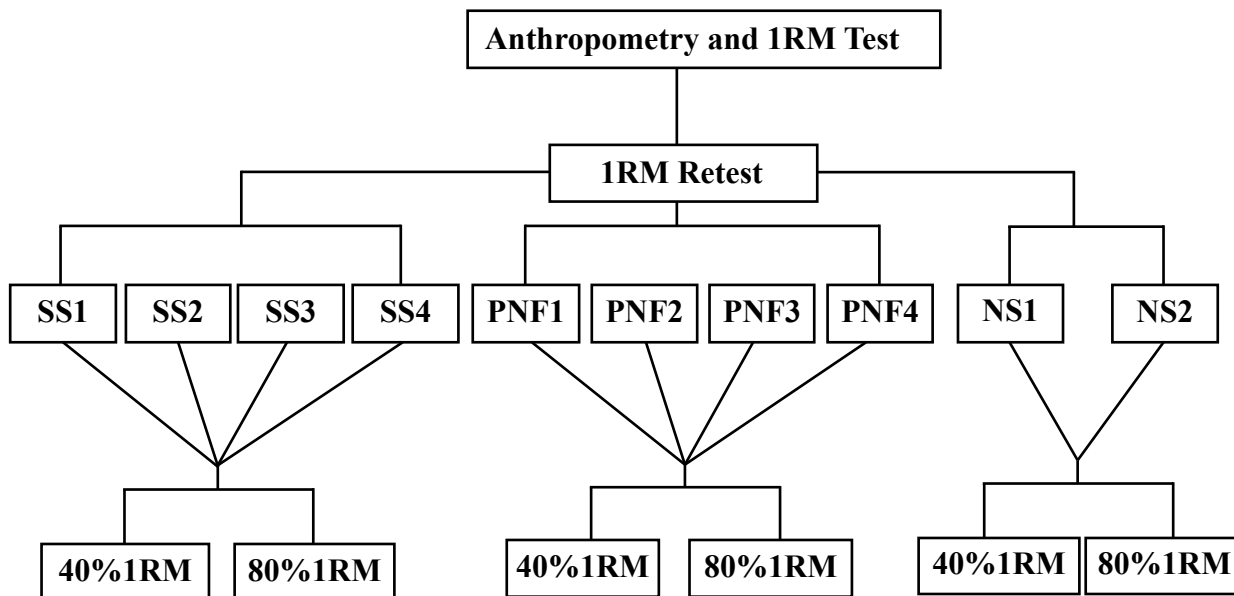 Anthropometry and 1RM Test
1RM Retest
SS1
SS2
SS3
SS4
PNF1
PNF2
PNF3
PNF4
NS1
NS2
40%1RM
80%1RM
40%1RM
80%1RM
40%1RM
80%1RM